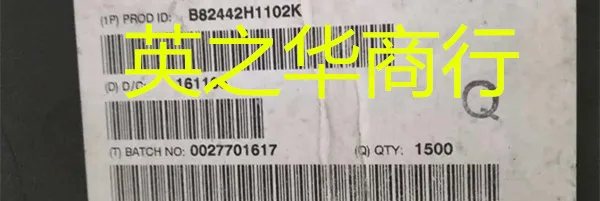 (1P) PROD ID: B82442H1102K
英之华商行
(D) D/C:
(T) BATCH NO: 0027701617 (Q) QTY: 1500
Q